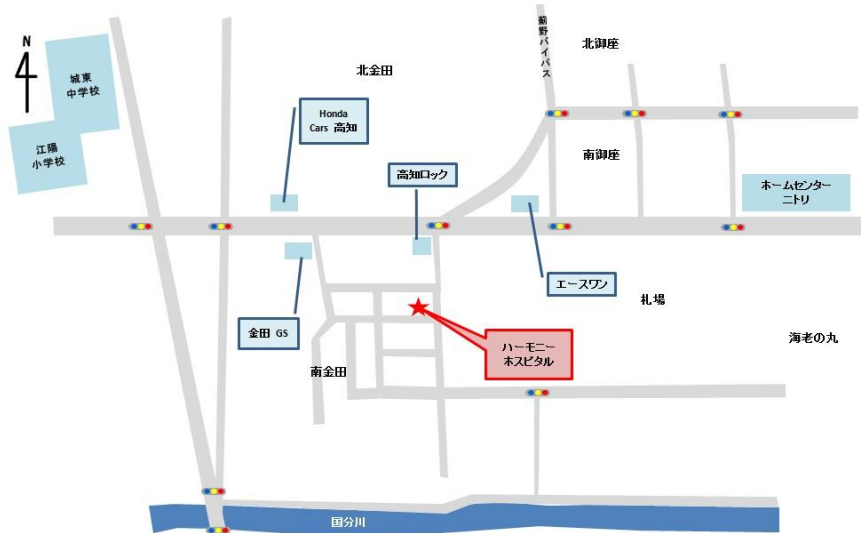 N
城東
中学校
江陽
小学校
北金田
Honda
Cars 高知
高知ロック
薊野バイパス
北御座
南御座
ホームセンター
ニトリ
エースワン
札場
海老の丸
金田 GS
南金田
ハーモニー
ホスピタル
国分川